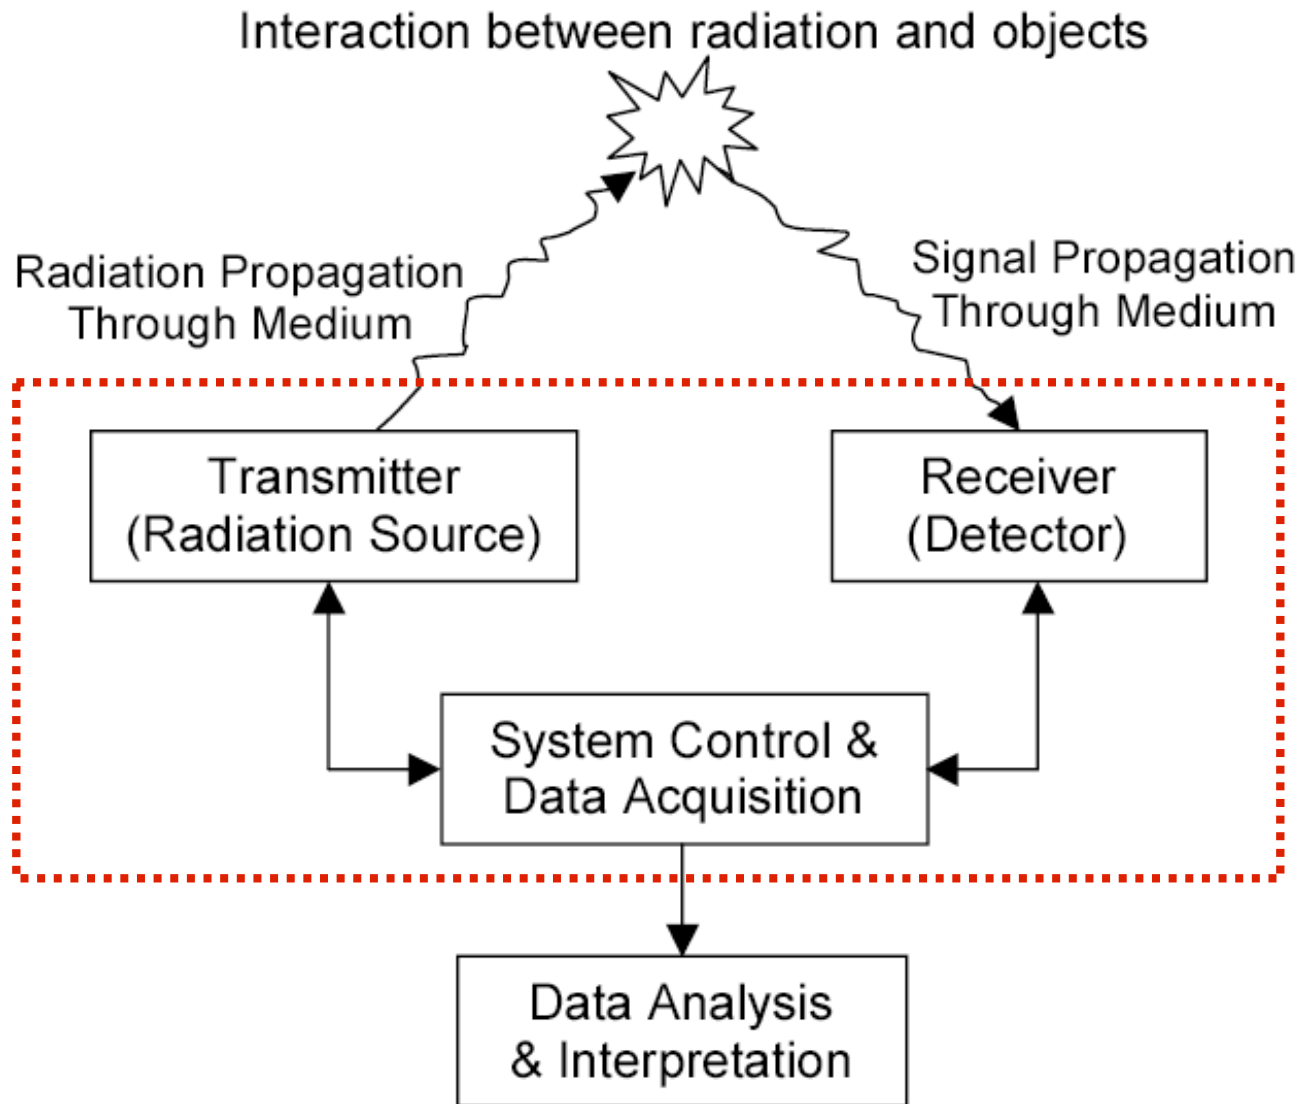 Interaction between radiation and objects
Radiation Propagation
Through Medium
Signal Propagation
Through Medium
Transmitter
(Radiation Source)
Receiver
(Detector)
System Control &
Data Acquisition
Data Analysis
& Interpretation